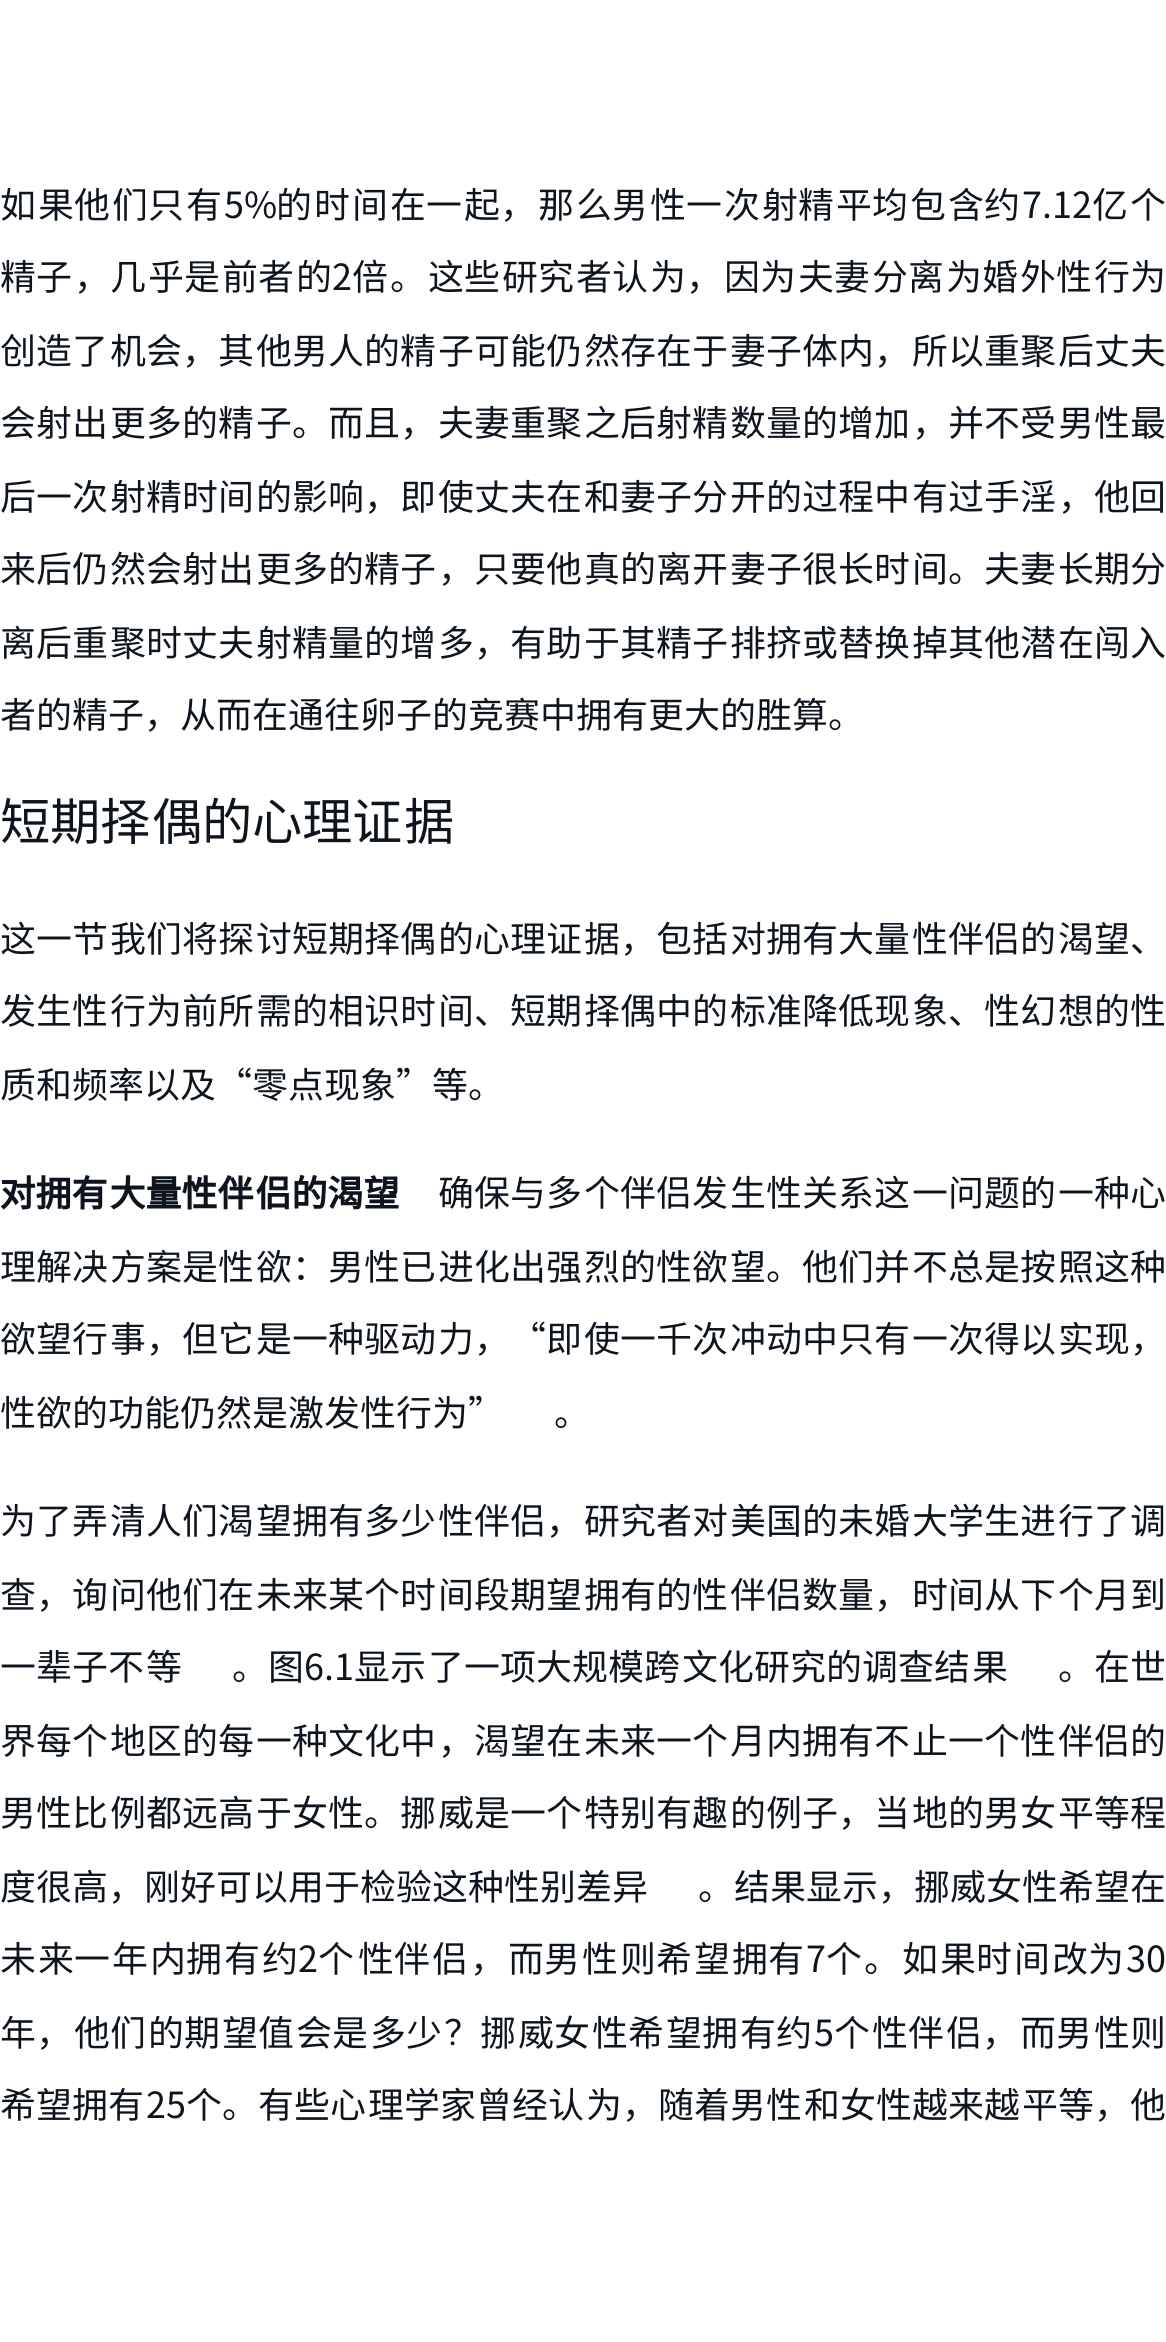 如果他们只有5%的时间在一起，那么男性一次射精平均包含约7.12亿个
精子，几乎是前者的2倍。这些研究者认为，因为夫妻分离为婚外性行为
创造了机会，其他男人的精子可能仍然存在于妻子体内，所以重聚后丈夫
会射出更多的精子。而且，夫妻重聚之后射精数量的增加，并不受男性最
后一次射精时间的影响，即使丈夫在和妻子分开的过程中有过手淫，他回
来后仍然会射出更多的精子，只要他真的离开妻子很长时间。夫妻长期分
离后重聚时丈夫射精量的增多，有助于其精子排挤或替换掉其他潜在闯入
者的精子，从而在通往卵子的竞赛中拥有更大的胜算。
短期择偶的心理证据
这一节我们将探讨短期择偶的心理证据，包括对拥有大量性伴侣的渴望、
发生性行为前所需的相识时间、短期择偶中的标准降低现象、性幻想的性
质和频率以及“零点现象”等。
对拥有大量性伴侣的渴望　确保与多个伴侣发生性关系这一问题的一种心
理解决方案是性欲：男性已进化出强烈的性欲望。他们并不总是按照这种
欲望行事，但它是一种驱动力，“即使一千次冲动中只有一次得以实现，
性欲的功能仍然是激发性行为”　。
为了弄清人们渴望拥有多少性伴侣，研究者对美国的未婚大学生进行了调
查，询问他们在未来某个时间段期望拥有的性伴侣数量，时间从下个月到
一辈子不等　。图6.1显示了一项大规模跨文化研究的调查结果　。在世
界每个地区的每一种文化中，渴望在未来一个月内拥有不止一个性伴侣的
男性比例都远高于女性。挪威是一个特别有趣的例子，当地的男女平等程
度很高，刚好可以用于检验这种性别差异　。结果显示，挪威女性希望在
未来一年内拥有约2个性伴侣，而男性则希望拥有7个。如果时间改为30
年，他们的期望值会是多少？挪威女性希望拥有约5个性伴侣，而男性则
希望拥有25个。有些心理学家曾经认为，随着男性和女性越来越平等，他